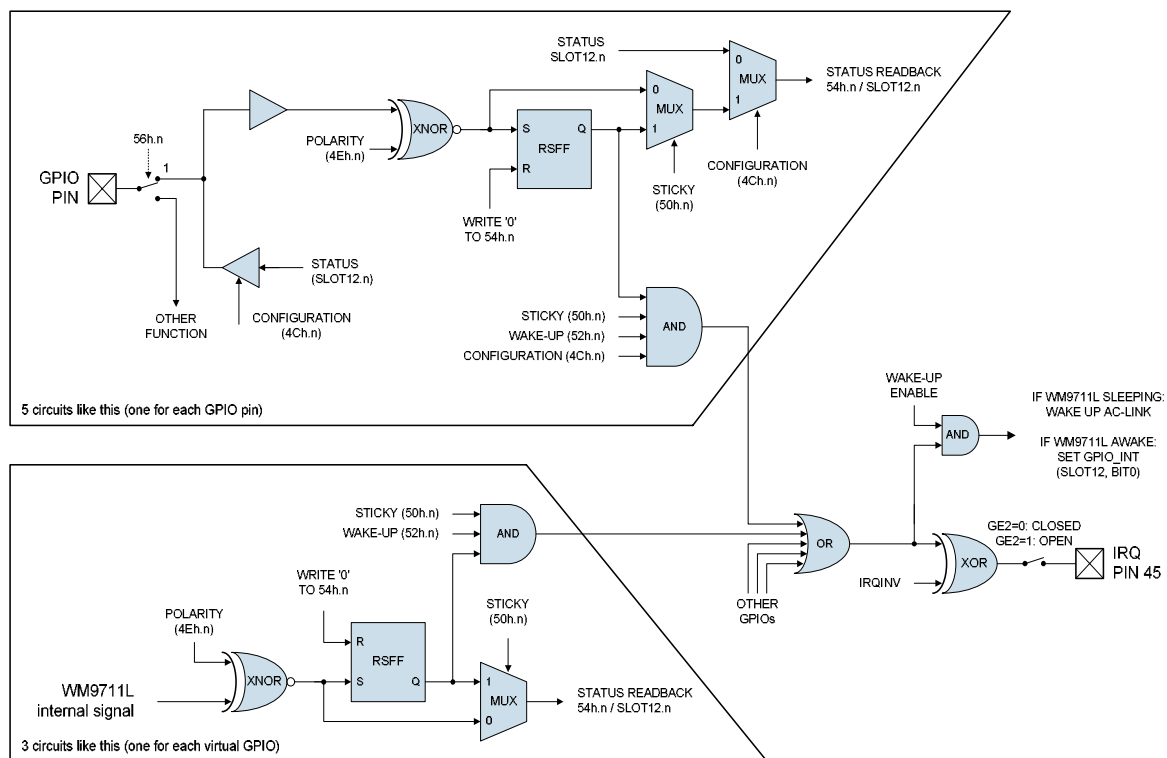 STATUS
SLOT12.n
0
MUX
1
STATUS READBACK
54h.n / SLOT12.n
0
MUX
1
XNOR
POLARITY
(4Eh.n)
S
Q
RSFF
R
56h.n
1
GPIO
PIN
CONFIGURATION
(4Ch.n)
STICKY
(50h.n)
WRITE '0'
TO 54h.n
STATUS
(SLOT12.n)
OTHER
FUNCTION
CONFIGURATION
(4Ch.n)
STICKY (50h.n)
WAKE-UP (52h.n)
CONFIGURATION (4Ch.n)
AND
5 circuits like this (one for each GPIO pin)
WAKE-UP
ENABLE
AND
IF WM9711L SLEEPING:
WAKE UP AC-LINK
IF WM9711L AWAKE:
SET GPIO_INT
(SLOT12, BIT0)
STICKY (50h.n)
WAKE-UP (52h.n)
AND
OR
OTHER
GPIOs
IRQINV
XOR
GE2=0: CLOSED
GE2=1: OPEN
IRQ
PIN 45
WRITE '0'
TO 54h.n
STICKY
(50h.n)
POLARITY
(4Eh.n)
R
RSFF
S
Q
XNOR
WM9711L
internal signal
1
MUX
0
STATUS READBACK
54h.n / SLOT12.n
3 circuits like this (one for each virtual GPIO)